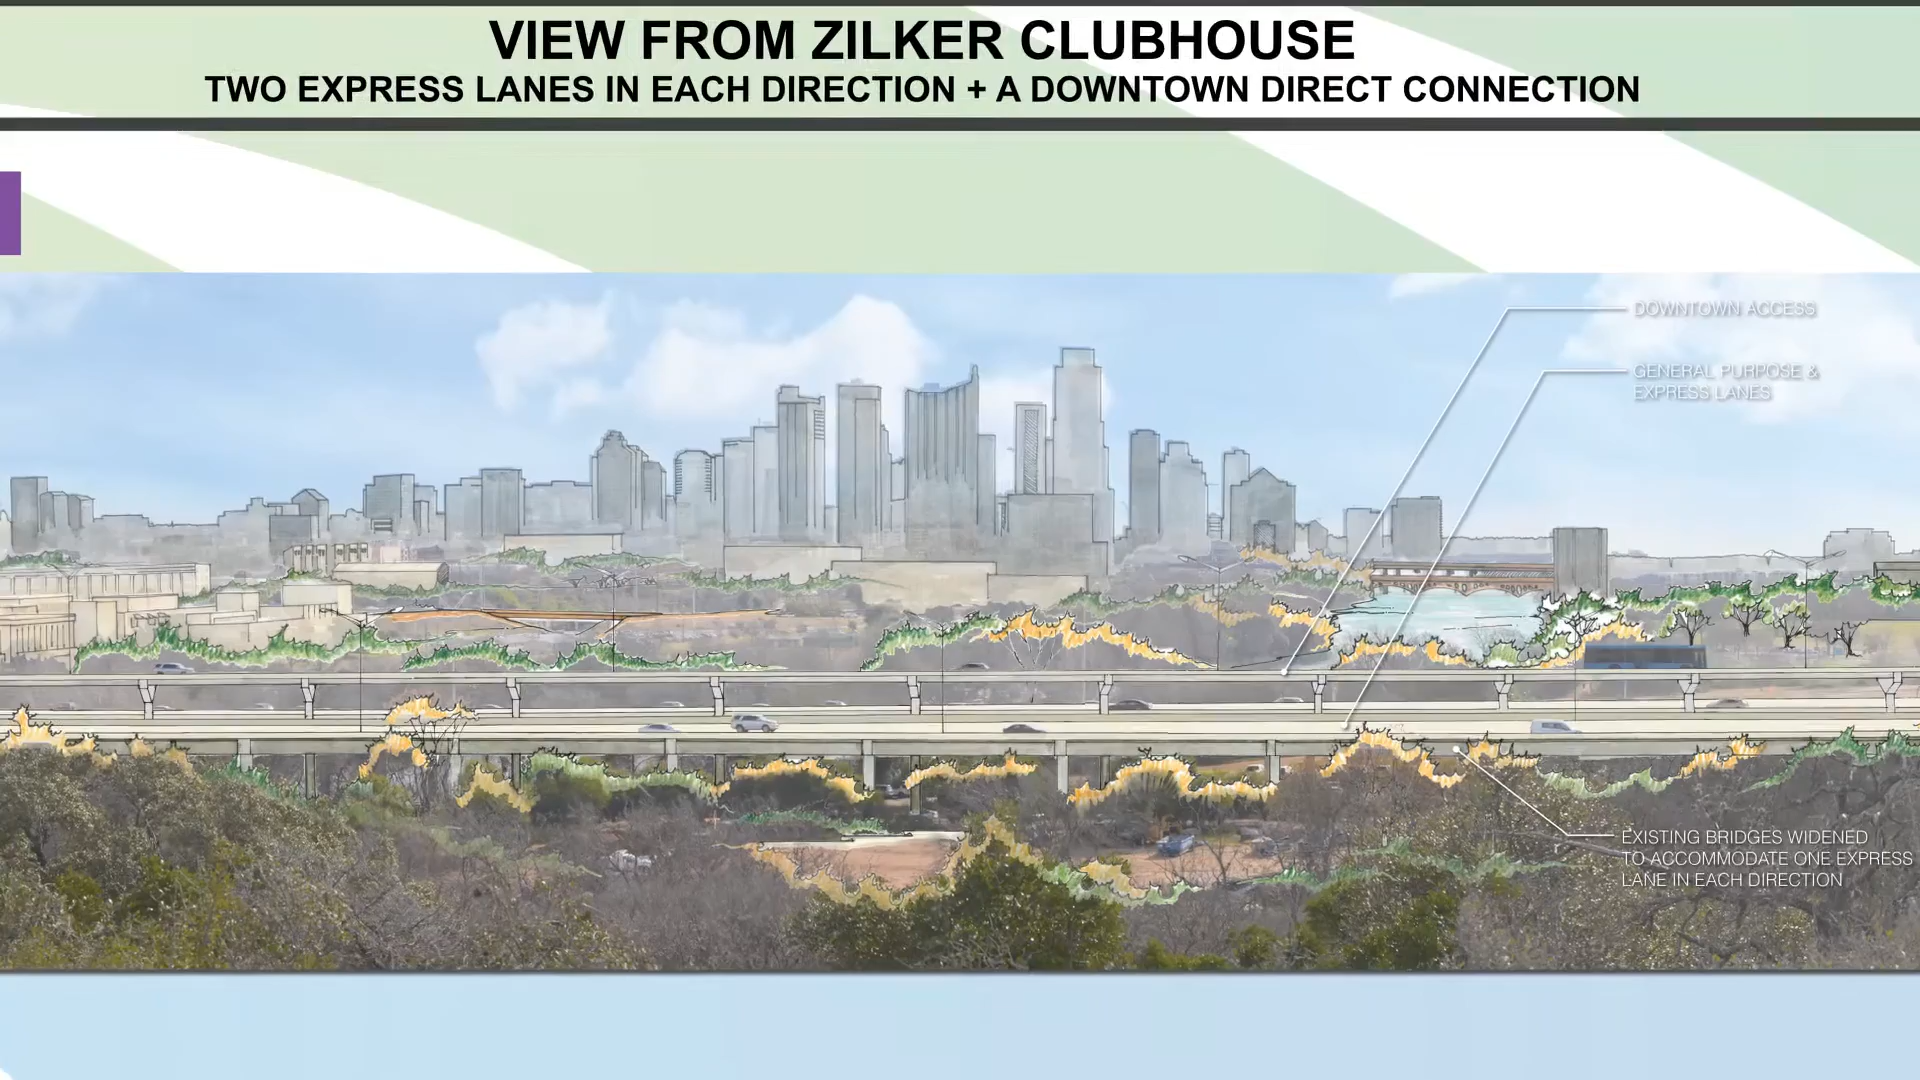 VIEW FROM ZILKER CLUBHOUSE
TWO EXPRESS LANES IN EACH DIRECTION + A DOWNTOWN DIRECT CONNECTION
DOWNTOWN ACCESS
GENERAL PURPOSE &
EXPRESS LANES
EXISTING BRIDGES WIDENED
TO ACCOMMODATE ONE EXPRESS
LANE IN EACH DIRECTION